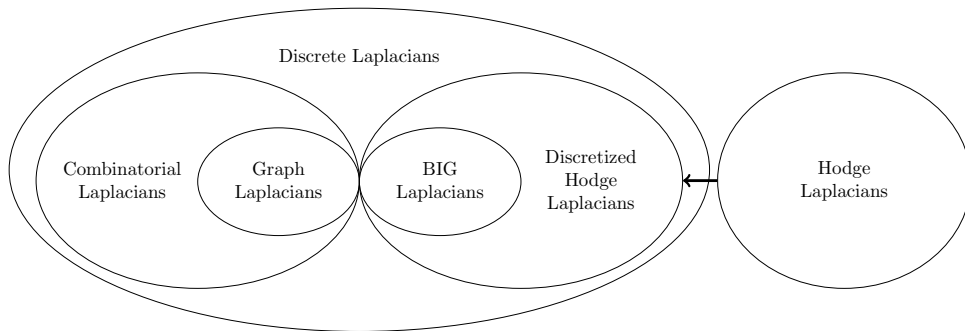 Discrete Laplacians
Combinatorial
Laplacians
Graph
Laplacians
BIG
Laplacians
Discretized
Hodge
Laplacians
Hodge
Laplacians